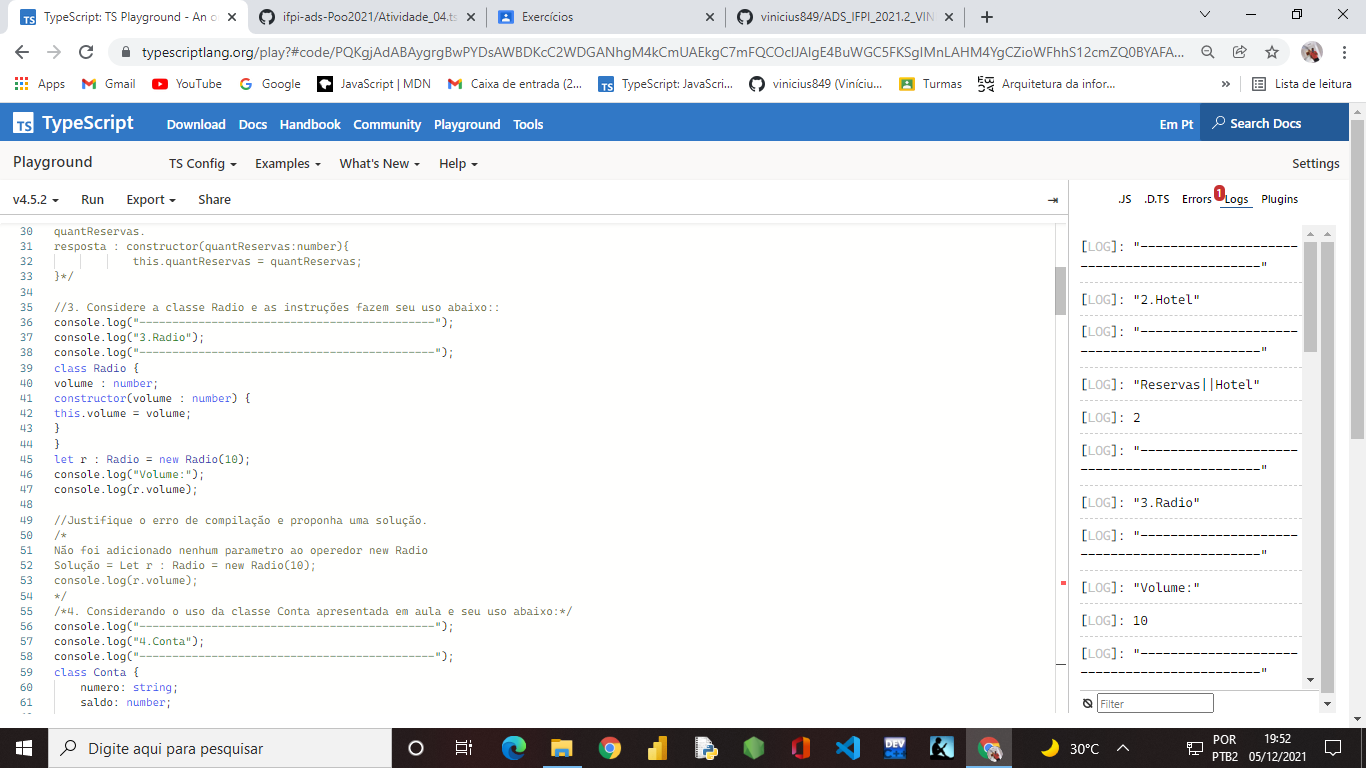 TypeScript: TS Playground - An o
ifpi-ads-Poo2021/Atividade_04.ts
Exercícios
vinicius849/ADS_IFPI_2021.2_VIN
typescriptlang.org/play?#code/
Apps
Gmail
YouTube
Google
JavaScript | MDN
Caixa de entrada (2...
TypeScript: JavaScri...
vinicius849 (Viníciu...
Turmas
Arquitetura da infor...
»
Lista de leitura
TS TypeScript
Download
Docs
Handbook
Community
Playground
Tools
Em Pt
Search Docs
Playground
TS Config
Examples
What's New
Help
Settings
v4.5.2
Run
Export
Share
.JS
.D.TS
Errors
1
Logs
Plugins
30 quantReservas.
31 resposta : constructor(quantReservas:number){
32 this.quantReservas = quantReservas;
33 }*/
34
35 //3. Considere a classe Radio e as instruções fazem seu uso abaixo::
36 console.log("---------------------------------------------");
37 console.log("3.Radio");
38 console.log("---------------------------------------------");
39 class Radio {
40 volume : number;
41 constructor(volume : number) {
42 this.volume = volume;
43 }
44 }
45 let r : Radio = new Radio(10);
46 console.log("Volume:");
47 console.log(r.volume);
48
49 //Justifique o erro de compilação e proponha uma solução.
50 /*
51 Não foi adicionado nenhum parametro ao operedor new Radio
52 Solução = Let r : Radio = new Radio(10);
53 console.log(r.volume);
54 */
55 /*4. Considerando o uso da classe Conta apresentada em aula e seu uso abaixo:*/
56 console.log("---------------------------------------------");
57 console.log("4.Conta");
58 console.log("---------------------------------------------");
59 class Conta {
60 numero: string;
61 saldo: number;
[LOG]: "---------------------
------------------------"
[LOG]: "2.Hotel"
[LOG]: "---------------------
------------------------"
[LOG]: "Reservas||Hotel"
[LOG]: 2
[LOG]: "---------------------
------------------------"
[LOG]: "3.Radio"
[LOG]: "---------------------
------------------------"
[LOG]: "Volume:"
[LOG]: 10
[LOG]: "---------------------
------------------------"
Filter
Digite aqui para pesquisar
DEV
30°C
POR
PTB2
19:52
05/12/2021